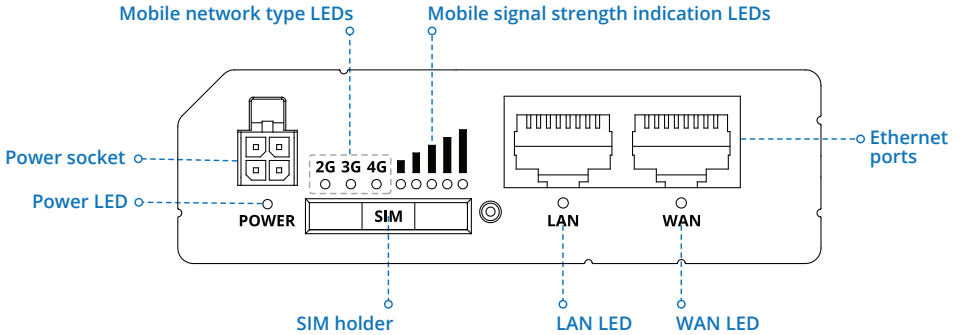 Mobile network type LEDs
Mobile signal strength indication LEDs
Power socket
Ethernet
ports
2G 3G 4G
Power LED
POWER
SIM
LAN
WAN
SIM holder
LAN LED
WAN LED